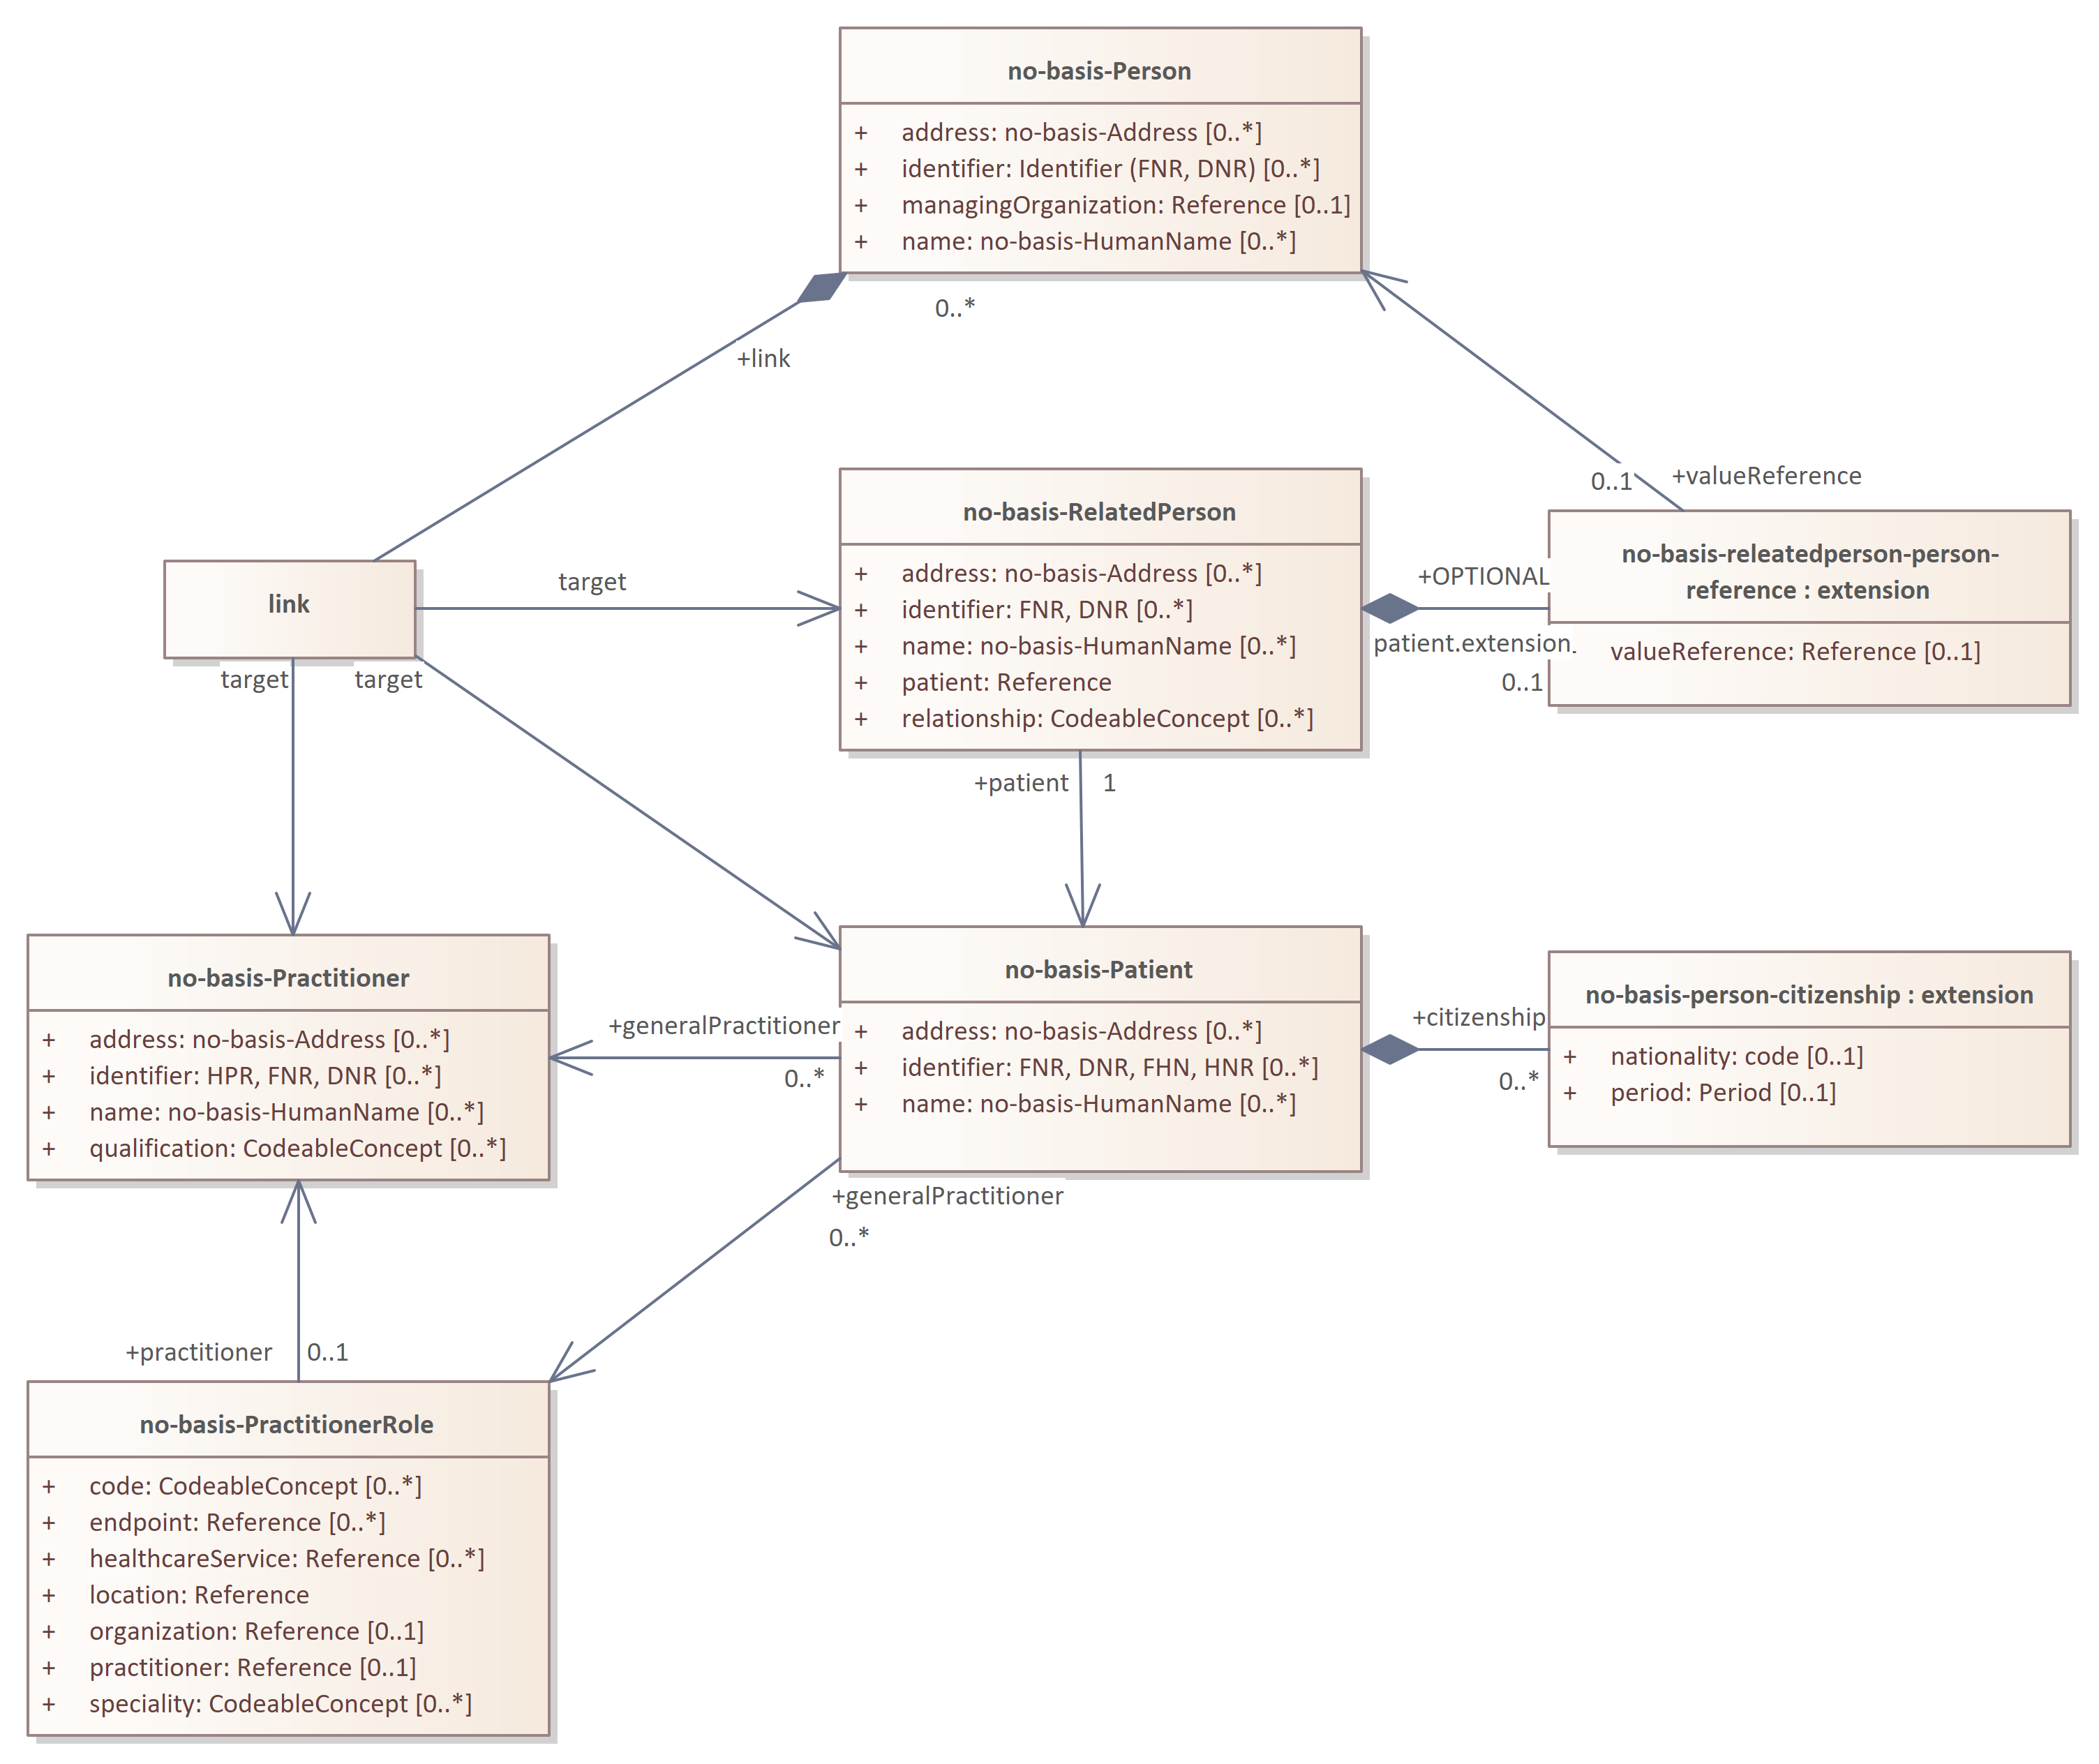 no-basis-Person
+ address: no-basis-Address [0..*]
+ identifier: Identifier (FNR, DNR) [0..*]
+ managingOrganization: Reference [0..1]
+ name: no-basis-HumanName [0..*]
0..*
+link
0..1
+valueReference
no-basis-RelatedPerson
+ address: no-basis-Address [0..*]
+ identifier: FNR, DNR [0..*]
+ name: no-basis-HumanName [0..*]
+ patient: Reference
+ relationship: CodeableConcept [0..*]
no-basis-releatedperson-person-
reference : extension
valueReference: Reference [0..1]
+OPTIONAL
patient.extension
0..1
link
target
target
target
+patient
1
no-basis-Practitioner
+ address: no-basis-Address [0..*]
+ identifier: HPR, FNR, DNR [0..*]
+ name: no-basis-HumanName [0..*]
+ qualification: CodeableConcept [0..*]
+generalPractitioner
0..*
no-basis-Patient
+ address: no-basis-Address [0..*]
+ identifier: FNR, DNR, FHN, HNR [0..*]
+ name: no-basis-HumanName [0..*]
+citizenship
0..*
no-basis-person-citizenship : extension
+ nationality: code [0..1]
+ period: Period [0..1]
+generalPractitioner
0..*
+practitioner
0..1
no-basis-PractitionerRole
+ code: CodeableConcept [0..*]
+ endpoint: Reference [0..*]
+ healthcareService: Reference [0..*]
+ location: Reference
+ organization: Reference [0..1]
+ practitioner: Reference [0..1]
+ speciality: CodeableConcept [0..*]